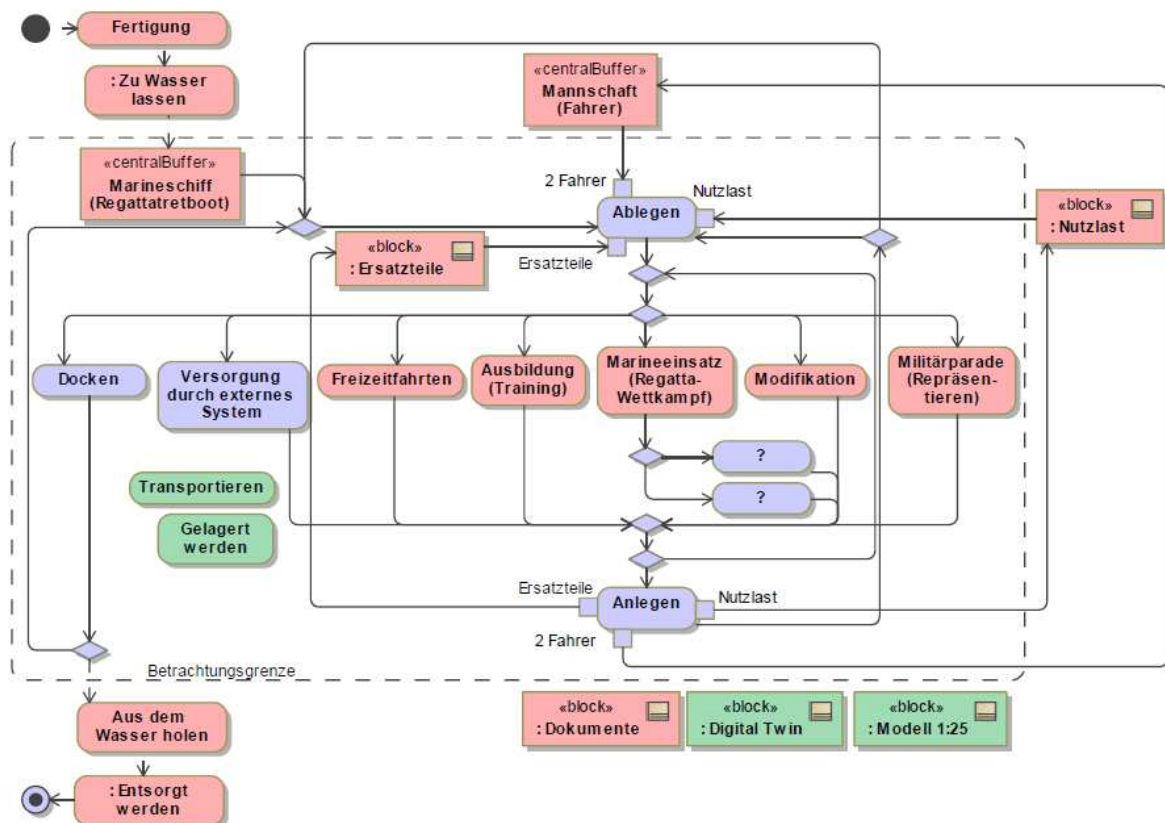 Fertigung
: Zu Wasser
lassen
«centralBuffer»
Mannschaft
(Fahrer)
«centralBuffer»
Marineschiff
(Regattatretboot)
2 Fahrer
Nutzlast
Ablegen
«block»
: Nutzlast
«block»
: Ersatzteile
Ersatzteile
Docken
Versorgung
durch externes
System
Freizeitfahrten
Ausbildung
(Training)
Marineeinsatz
(Regatta-
Wettkampf)
Modifikation
Militärparade
(Repräsen-
tieren)
?
?
Transportieren
Gelagert
werden
Ersatzteile
Anlegen
Nutzlast
2 Fahrer
Betrachtungsgrenze
Aus dem
Wasser holen
: Entsorgt
werden
«block»
: Dokumente
«block»
: Digital Twin
«block»
: Modell 1:25